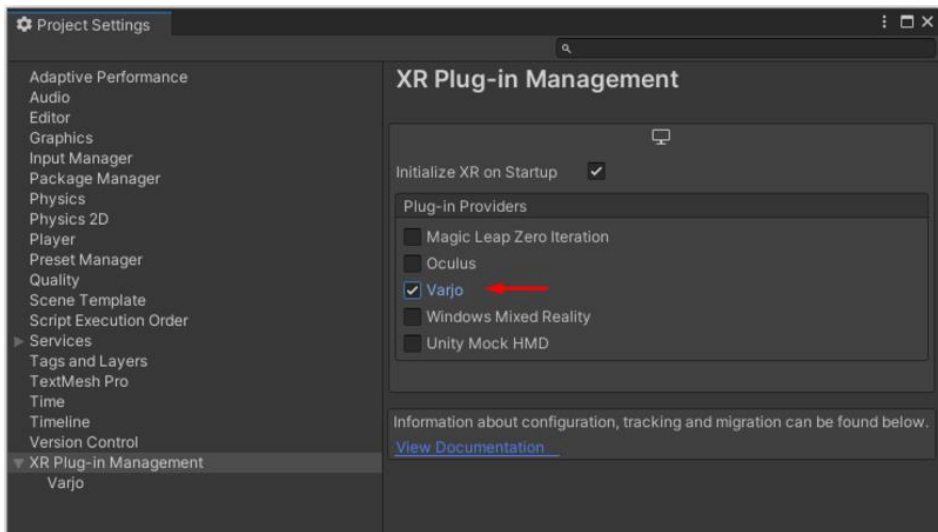 Project Settings
Adaptive Performance
Audio
Editor
Graphics
Input Manager
Package Manager
Physics
Physics 2D
Player
Preset Manager
Quality
Scene Template
Script Execution Order
Services
Tags and Layers
TextMesh Pro
Time
Timeline
Version Control
XR Plug-in Management
Varjo
XR Plug-in Management
Initialize XR on Startup
Plug-in Providers
Magic Leap Zero Iteration
Oculus
Varjo
Windows Mixed Reality
Unity Mock HMD
Information about configuration, tracking and migration can be found below.
View Documentation